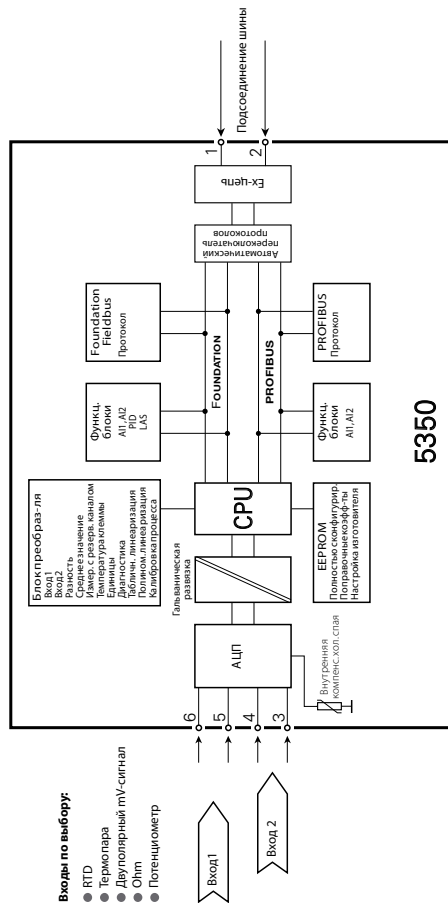 Входы по выбору:
RTD
Термопара
Двуполярный mV-сигнал
Ohm
Потенциометр
Вход1
Вход 2
6
5
4
3
АЦП
Внутренняя
компенс.хол.спая
Гальваническая
развязка
Блок преобраз-ля
Вход1
Вход2
Разность
Среднее значение
Измер. с резерв. каналом
Температура клеммы
Единицы
Диагностика
Табличн. линеаризация
Полином. линеаризация
Калибровка процесса
CPU
EEPROM
Полностью сконфигурир.
Поправочные коэфф-ты
Настройка изготовителя
Функц.
блоки
AI1, AI2
PID
LAS
Foundation
Fieldbus
Протокол
FOUNDATION
PROFIBUS
Функц.
блоки
AI1, AI2
PROFIBUS
Протокол
Автоматический
переключатель
протоколов
Ex-цепь
1
2
Подсоединение шины
5350